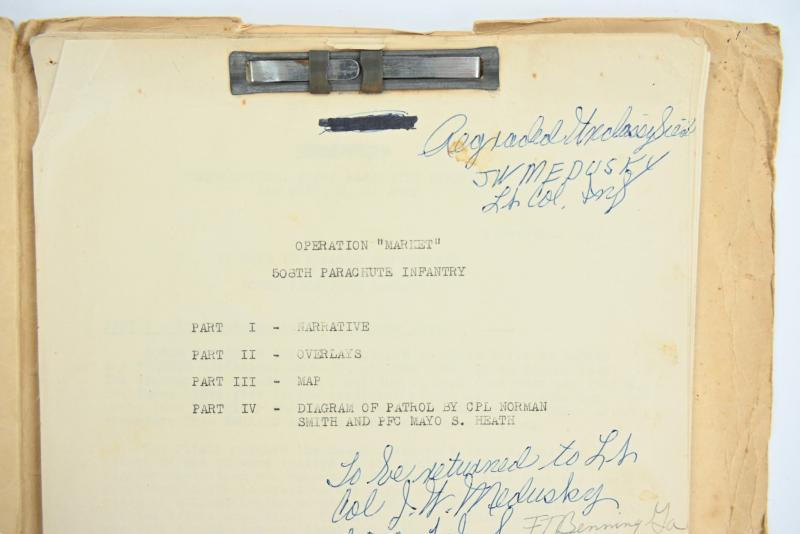 Regraded Unclassified
JW MEDUSKY
Lt Col. Inf
OPERATION "MARKET"
508TH PARACHUTE INFANTRY
PART I - NARRATIVE
PART II - OVERLAYS
PART III - MAP
PART IV - DIAGRAM OF PATROL BY CPL NORMAN
SMITH AND PFC MAYO S. HEATH
To be returned to Lt
Col J. W. Medusky
FT Benning Ga